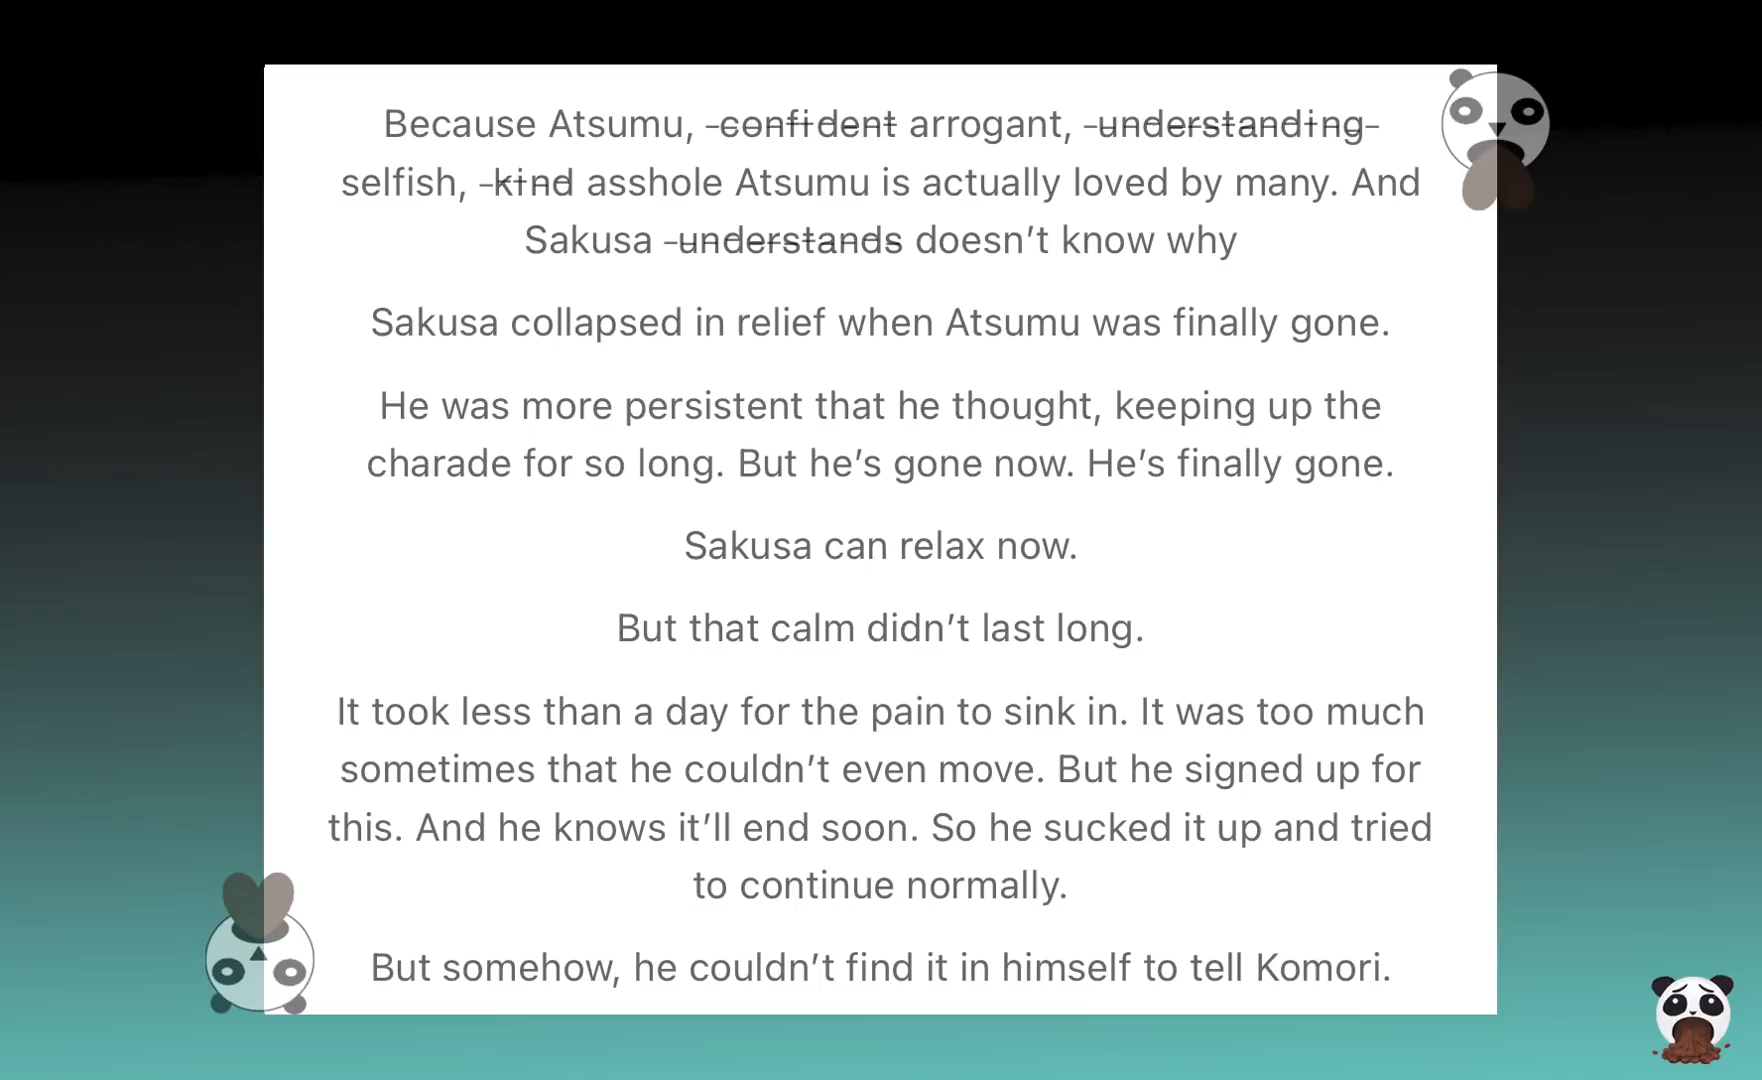 Because Atsumu, -confident arrogant, -understanding-
selfish, -kind asshole Atsumu is actually loved by many. And
Sakusa -understands doesn’t know why
Sakusa collapsed in relief when Atsumu was finally gone.
He was more persistent that he thought, keeping up the
charade for so long. But he’s gone now. He’s finally gone.
Sakusa can relax now.
But that calm didn’t last long.
It took less than a day for the pain to sink in. It was too much
sometimes that he couldn’t even move. But he signed up for
this. And he knows it’ll end soon. So he sucked it up and tried
to continue normally.
But somehow, he couldn’t find it in himself to tell Komori.